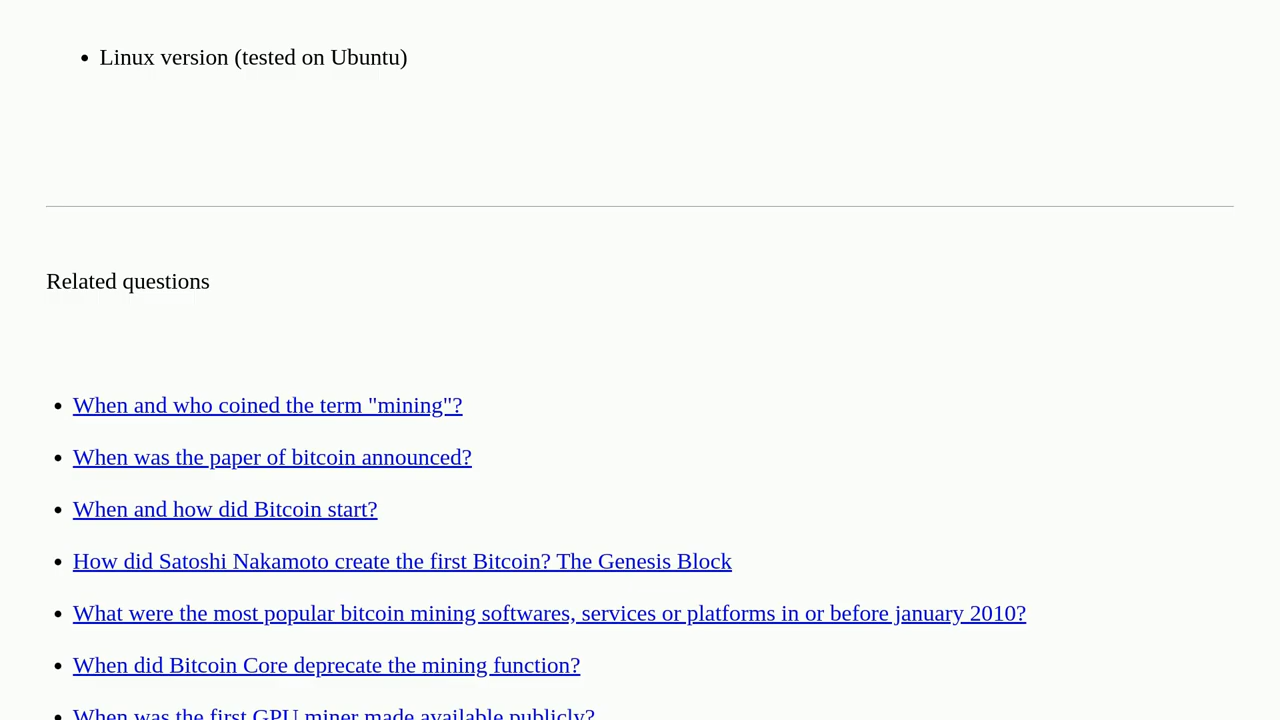 Linux version (tested on Ubuntu)
Related questions
When and who coined the term "mining"?
When was the paper of bitcoin announced?
When and how did Bitcoin start?
How did Satoshi Nakamoto create the first Bitcoin? The Genesis Block
What were the most popular bitcoin mining softwares, services or platforms in or before january 2010?
When did Bitcoin Core deprecate the mining function?
When was the first GPU miner made available publicly?